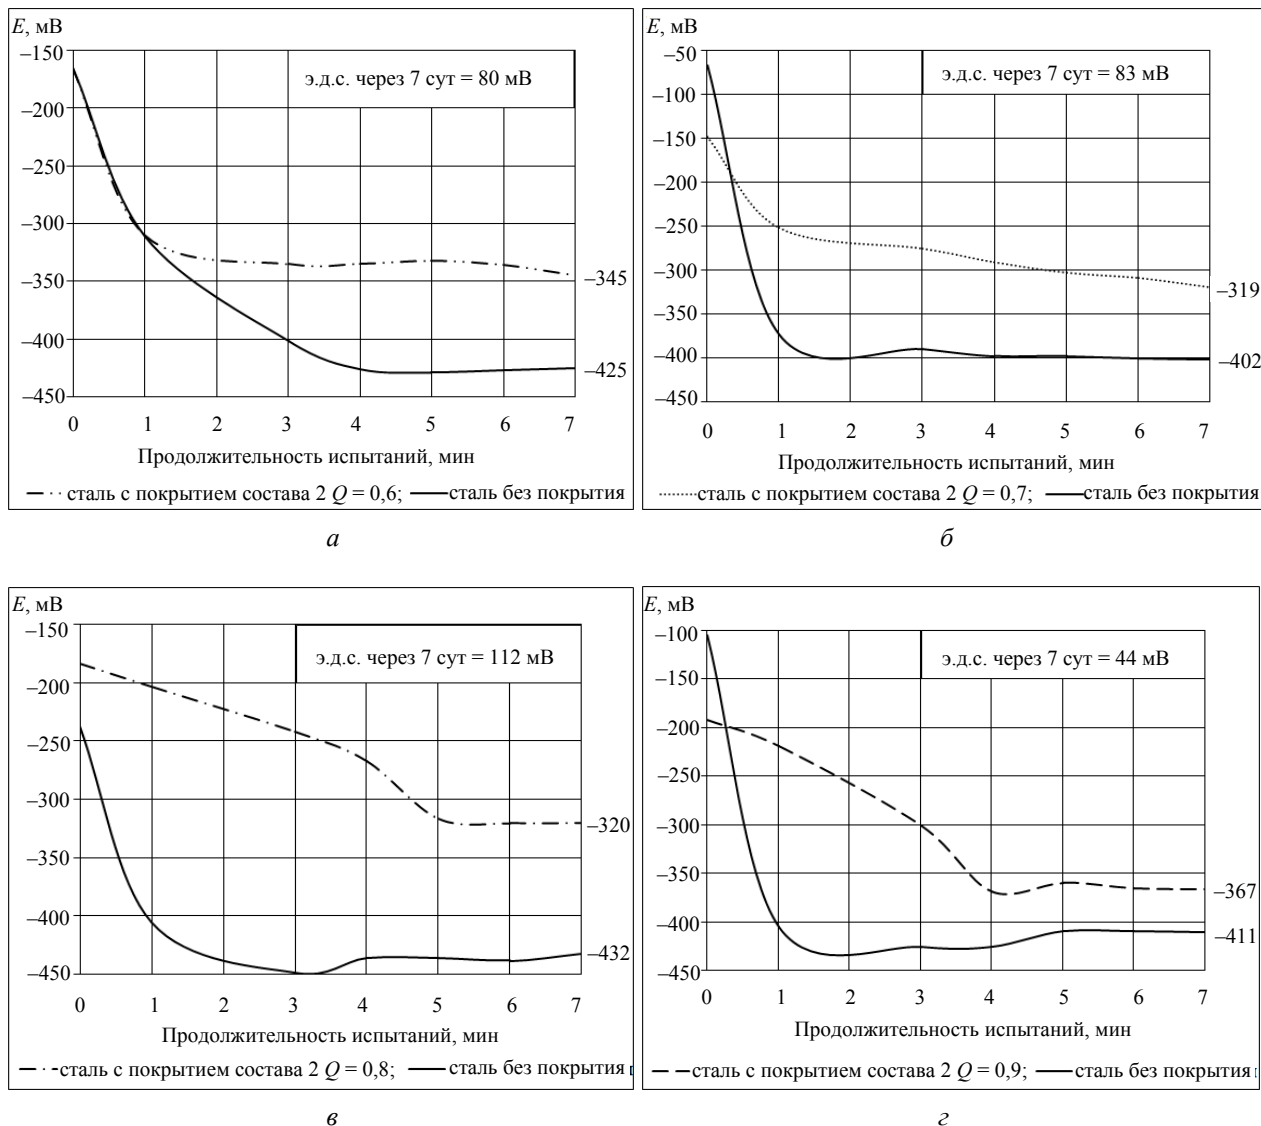 E, мВ
–150
–200
–250
–300
–350
–400
–450
э.д.с. через 7 сут = 80 мВ
–345
–425
0 1 2 3 4 5 6 7
Продолжительность испытаний, мин
сталь с покрытием состава 2 Q = 0,6; сталь без покрытия
а
E, мВ
–50
–100
–150
–200
–250
–300
–350
–400
–450
э.д.с. через 7 сут = 83 мВ
–319
–402
0 1 2 3 4 5 6 7
Продолжительность испытаний, мин
сталь с покрытием состава 2 Q = 0,7; сталь без покрытия
б
E, мВ
–150
–200
–250
–300
–350
–400
–450
э.д.с. через 7 сут = 112 мВ
–320
–432
0 1 2 3 4 5 6 7
Продолжительность испытаний, мин
сталь с покрытием состава 2 Q = 0,8; сталь без покрытия
в
E, мВ
–100
–150
–200
–250
–300
–350
–400
–450
э.д.с. через 7 сут = 44 мВ
–367
–411
0 1 2 3 4 5 6 7
Продолжительность испытаний, мин
сталь с покрытием состава 2 Q = 0,9; сталь без покрытия
г